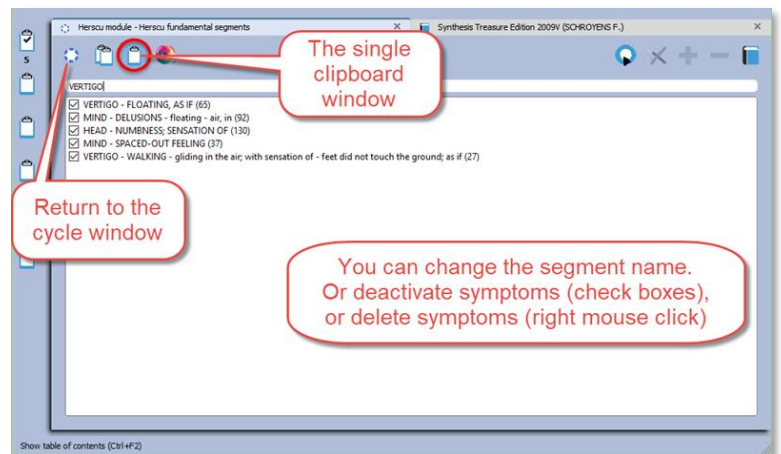 Herscu module - Herscu fundamental segments
Synthesis Treasure Edition 2009V (SCHROYENS F.)
The single
clipboard
window
5
VERTIGO
VERTIGO - FLOATING, AS IF (65)
MIND - DELUSIONS - floating - air, in (92)
HEAD - NUMBNESS; SENSATION OF (130)
MIND - SPACED-OUT FEELING (37)
VERTIGO - WALKING - gliding in the air; with sensation of - feet did not touch the ground; as if (27)
Return to the
cycle window
You can change the segment name.
Or deactivate symptoms (check boxes),
or delete symptoms (right mouse click)
Show table of contents (Ctrl+F2)